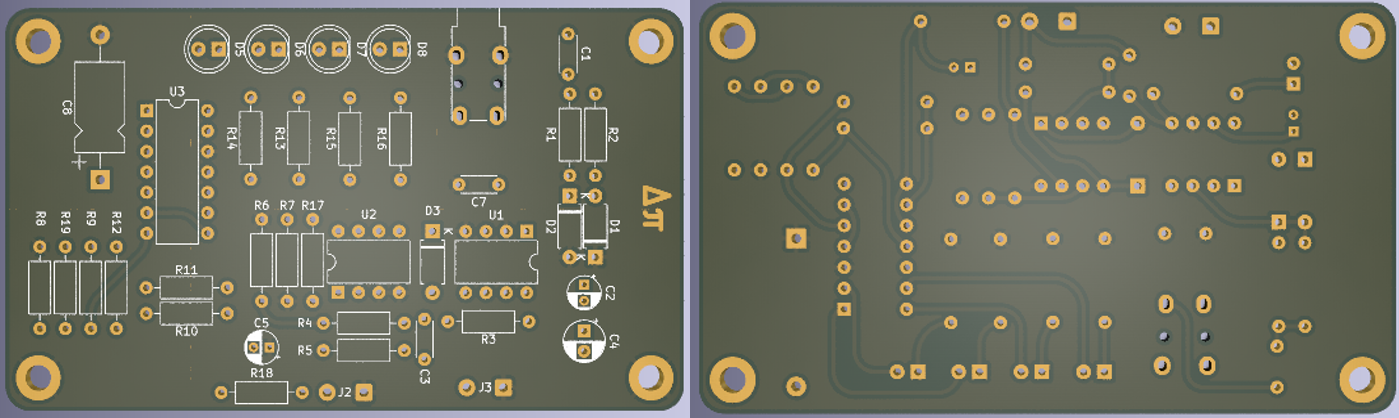 D5 D6 D7 D8
C1
U3
C8
+
R14 R13 R15 R16
R1 R2
C7
Δπ
R8 R19 R9 R12
R6 R7 R17 U2 D3 U1
K
K
D2 D1
K
R11
R10
C2
C5 R4 R3 C4
R5
R18 C3
J2 J3